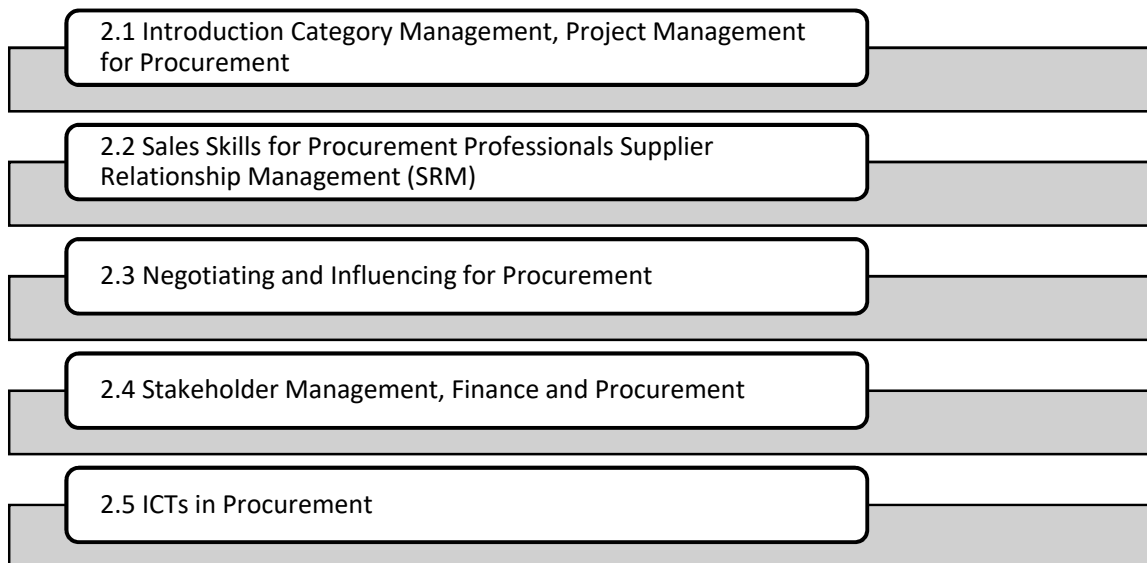 2.1 Introduction Category Management, Project Management
for Procurement
2.2 Sales Skills for Procurement Professionals Supplier
Relationship Management (SRM)
2.3 Negotiating and Influencing for Procurement
2.4 Stakeholder Management, Finance and Procurement
2.5 ICTs in Procurement